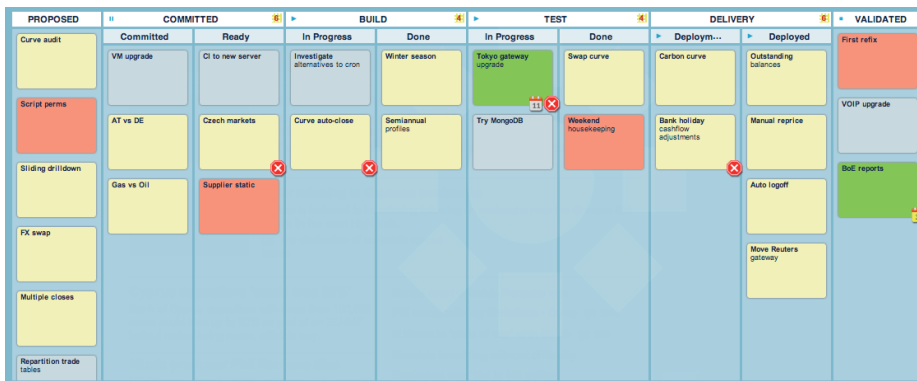 PROPOSED
COMMITTED
6
BUILD
4
TEST
4
DELIVERY
6
VALIDATED
Committed
Ready
In Progress
Done
In Progress
Done
Deploym...
Deployed
Curve audit
Script perms
Sliding drilldown
FX swap
Multiple closes
Repartition trade
tables
VM upgrade
AT vs DE
Gas vs Oil
CI to new server
Czech markets
Supplier static
Investigate
alternatives to cron
Curve auto-close
Winter season
Semiannual
profiles
Tokyo gateway
upgrade
11
Try MongoDB
Swap curve
Weekend
housekeeping
Carbon curve
Bank holiday
cashflow
adjustments
Outstanding
balances
Manual reprice
Auto logoff
Move Reuters
gateway
First refix
VOIP upgrade
BoE reports